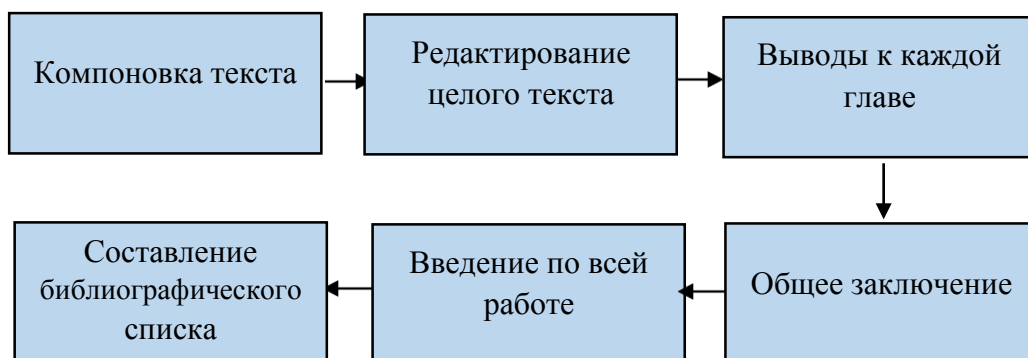 Компоновка текста
Редактирование
целого текста
Выводы к каждой
главе
Общее заключение
Введение по всей
работе
Составление
библиографического
списка